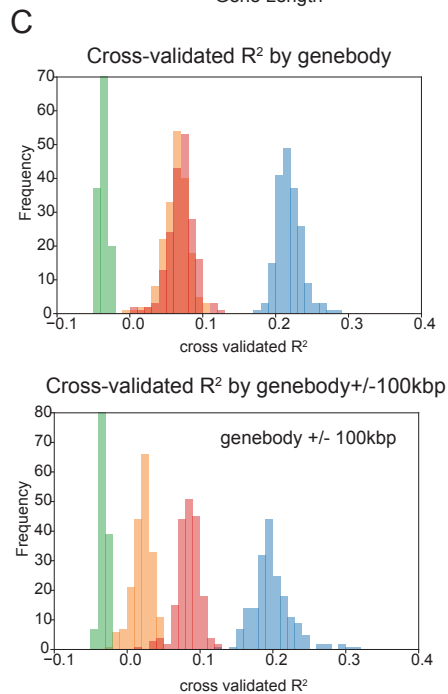 C
Cross-validated R² by genebody
70
60
50
40
30
20
10
0
Frequency
−0.1 0.0 0.1 0.2 0.3 0.4
cross validated R²
Cross-validated R² by genebody+/-100kbp
genebody +/- 100kbp
80
70
60
50
40
30
20
10
0
Frequency
−0.1 0.0 0.1 0.2 0.3 0.4
cross validated R²